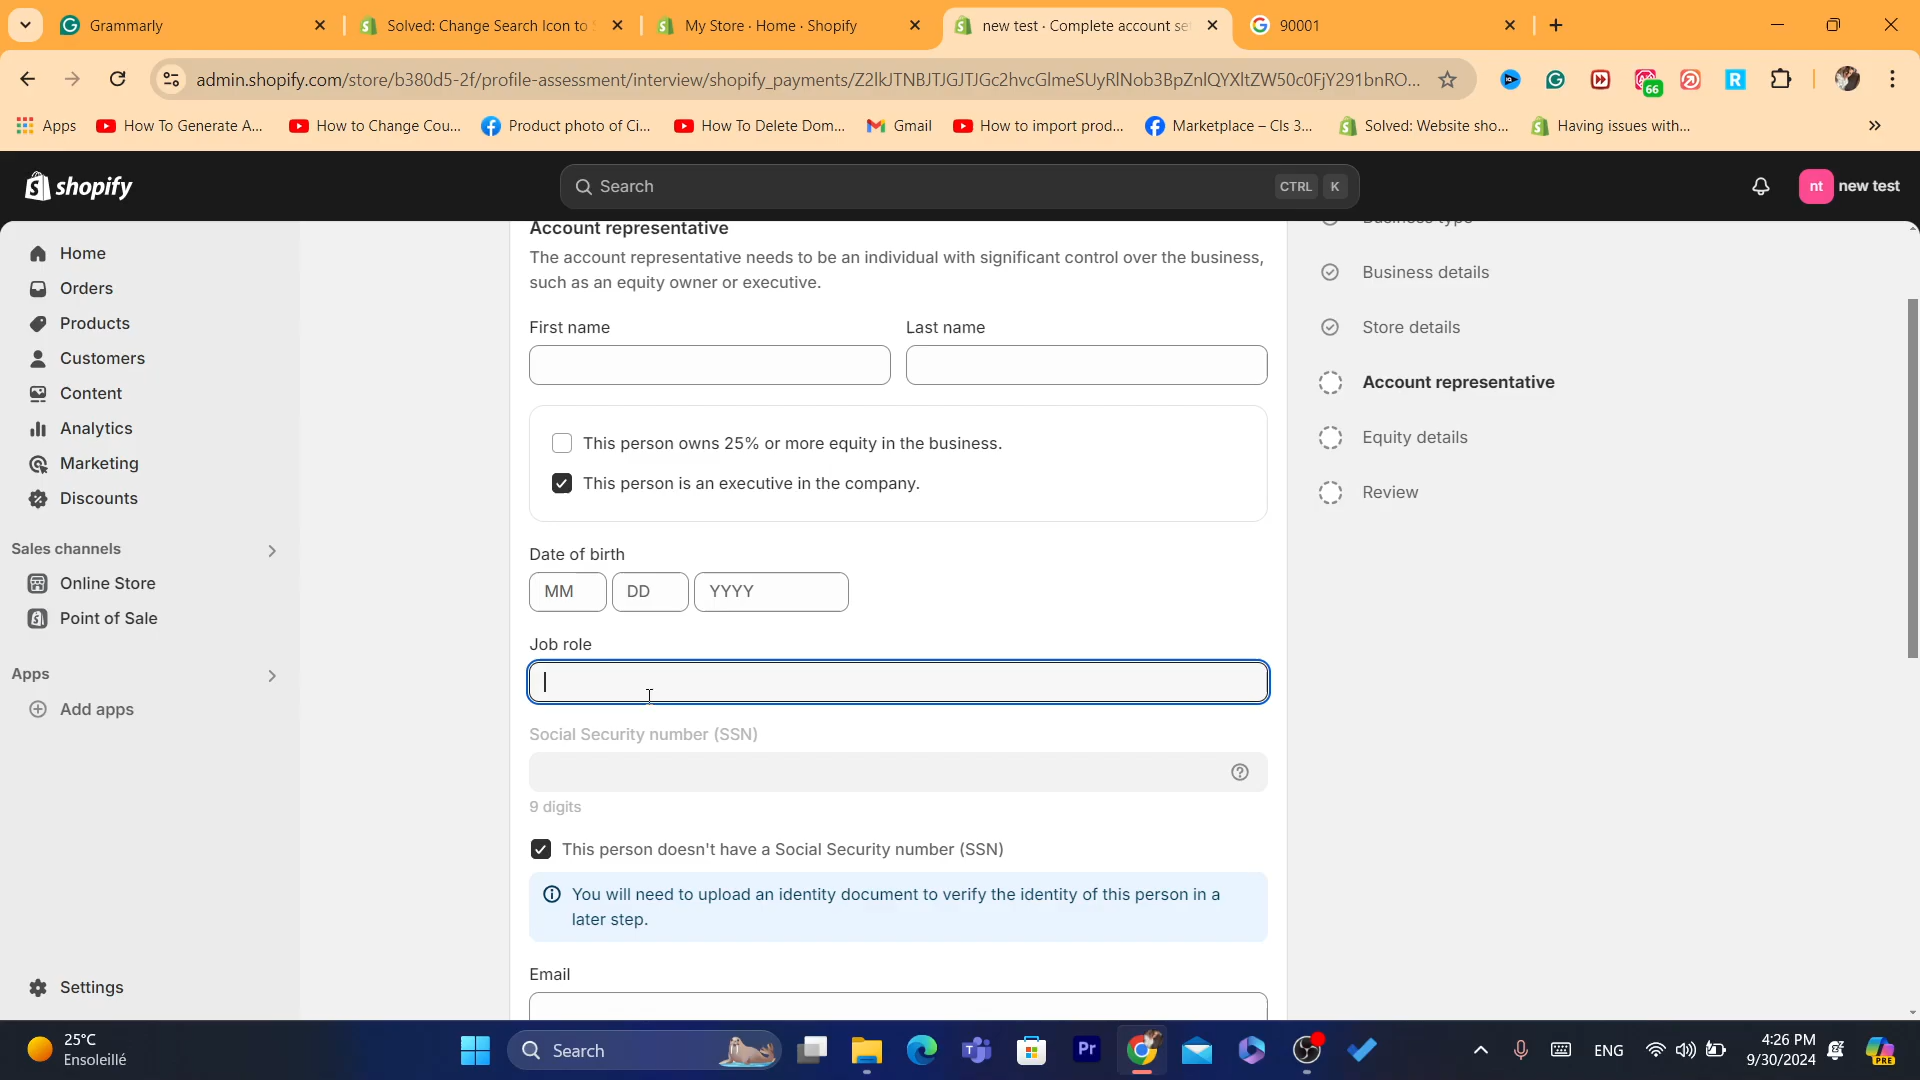 Grammarly
Solved: Change Search Icon to
My Store · Home · Shopify
new test · Complete account se
90001
admin.shopify.com/store/b380d5-2f/profile-assessment/interview/shopify_payments/Z2lkJTNBJTJGJTJGc2hvcGlmeSUyRlNob3BpZnlQYXltZW50c0FjY291bnRO...
66
Apps
How To Generate A...
How to Change Cou...
Product photo of Ci...
How To Delete Dom...
Gmail
How to import prod...
Marketplace – Cls 3...
Solved: Website sho...
Having issues with...
shopify
Search
CTRL K
nt
new test
Home
Orders
Products
Customers
Content
Analytics
Marketing
Discounts
Sales channels
Online Store
Point of Sale
Apps
Add apps
Settings
Account representative
The account representative needs to be an individual with significant control over the business,
such as an equity owner or executive.
First name
Last name
This person owns 25% or more equity in the business.
This person is an executive in the company.
Date of birth
MM
DD
YYYY
Job role
Social Security number (SSN)
9 digits
This person doesn't have a Social Security number (SSN)
You will need to upload an identity document to verify the identity of this person in a
later step.
Email
Business type
Business details
Store details
Account representative
Equity details
Review
25°C
Ensoleillé
Search
Pr
ENG
4:26 PM
9/30/2024
PRE